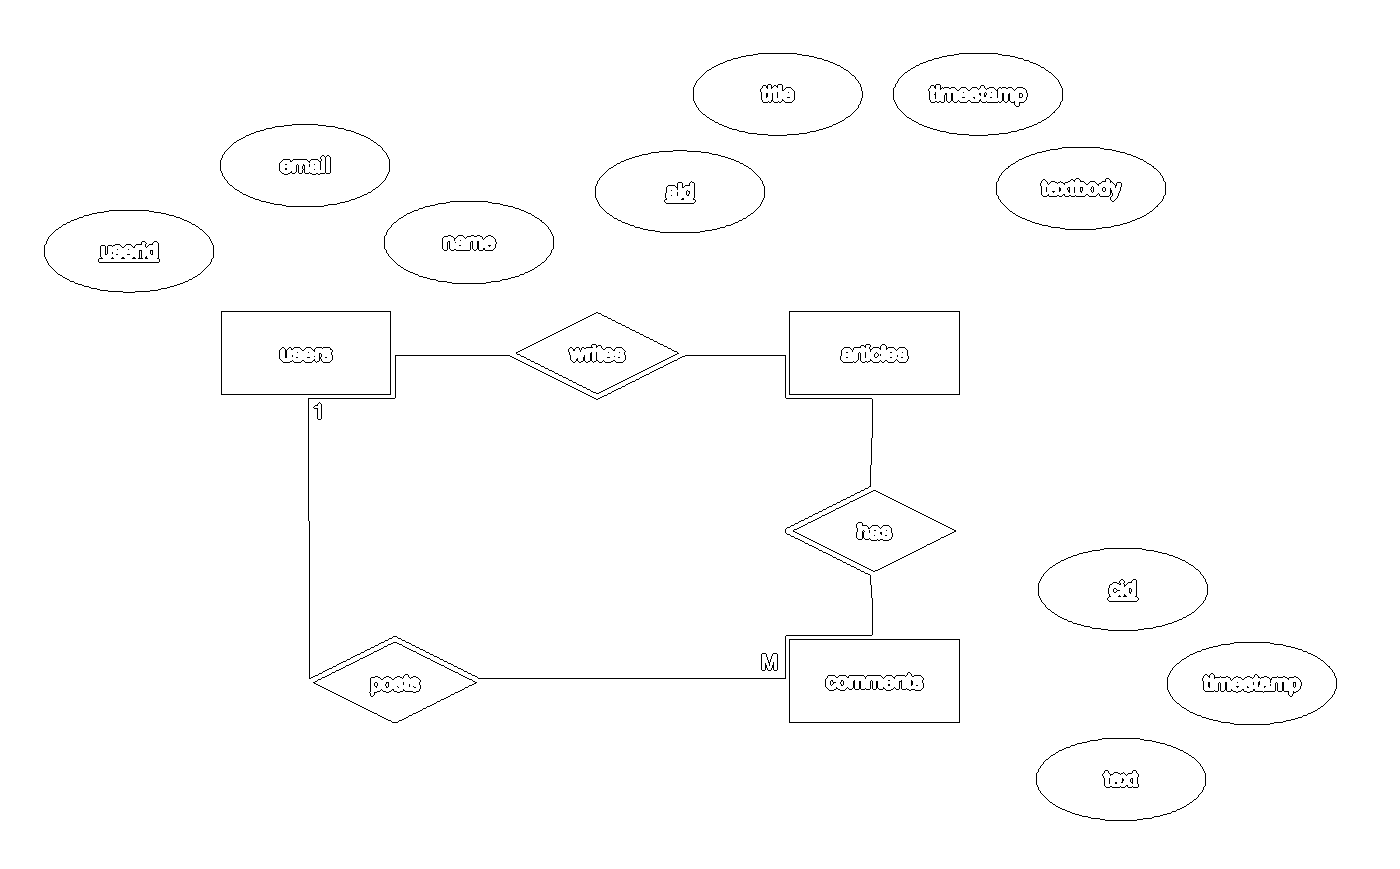 title
timestamp
email
aid
textbody
userid
name
users
writes
articles
1
has
cid
M
posts
comments
timestamp
text